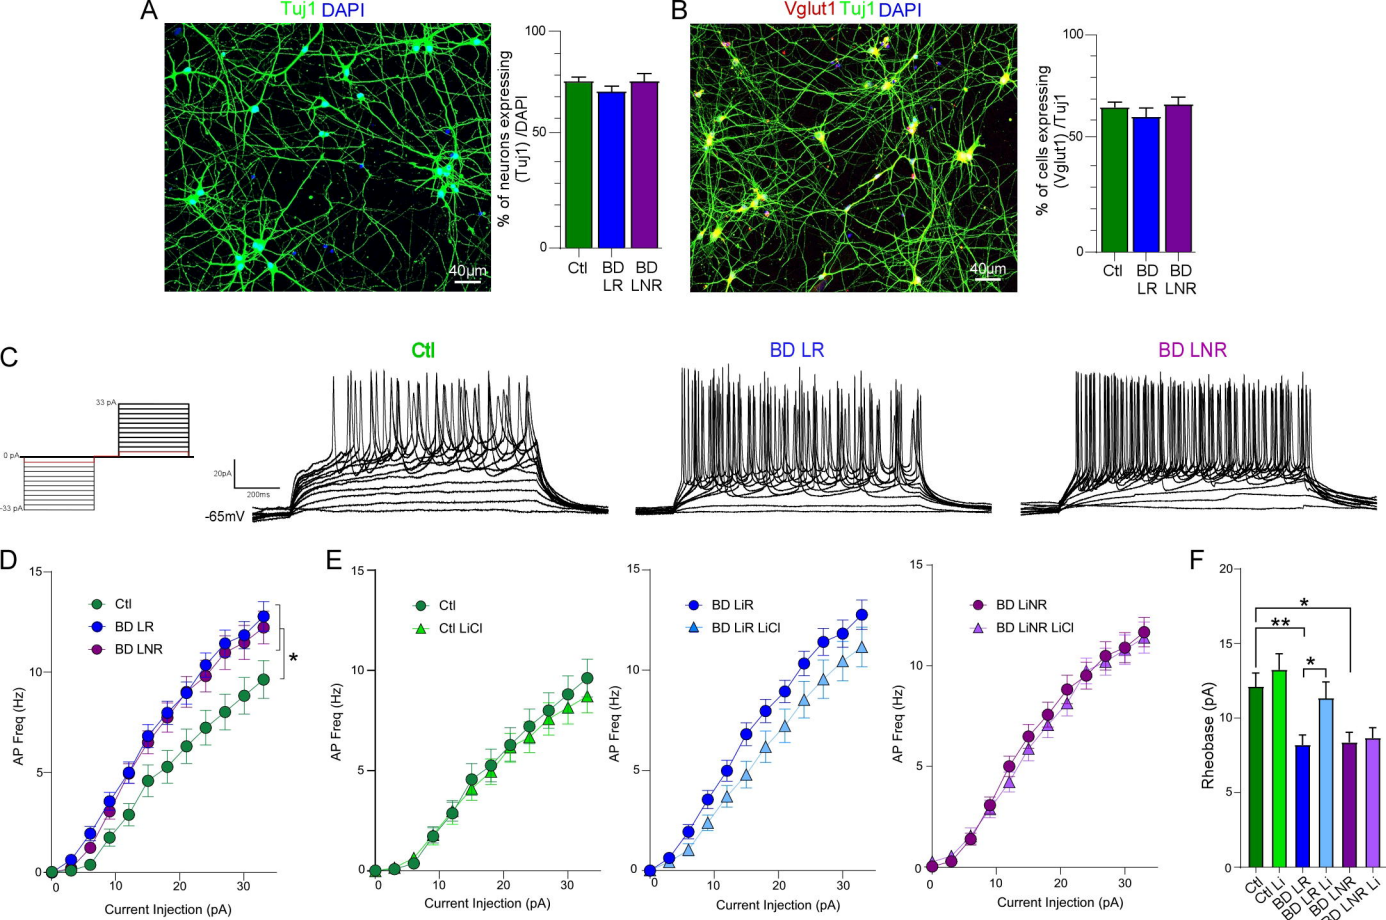 A
Tuj1 DAPI
40µm
% of neurons expressing
(Tuj1) /DAPI
100
50
0
Ctl
BD
LR
BD
LNR
B
Vglut1 Tuj1 DAPI
40µm
% of cells expressing
(Vglut1) /Tuj1
100
50
0
Ctl
BD
LR
BD
LNR
C
33 pA
0 pA
-33 pA
Ctl
20pA
200ms
-65mV
BD LR
BD LNR
D
AP Freq (Hz)
15
10
5
0
Ctl
BD LR
BD LNR
*
0
10
20
30
Current Injection (pA)
E
AP Freq (Hz)
15
10
5
0
Ctl
Ctl LiCl
0
10
20
30
Current Injection (pA)
AP Freq (Hz)
15
10
5
0
BD LiR
BD LiR LiCl
0
10
20
30
Current Injection (pA)
AP Freq (Hz)
15
10
5
0
BD LiNR
BD LiNR LiCl
0
10
20
30
Current Injection (pA)
F
Rheobase (pA)
20
15
10
5
0
*
**
*
Ctl
Ctl Li
BD LR
BD LR Li
BD LNR
BD LNR Li